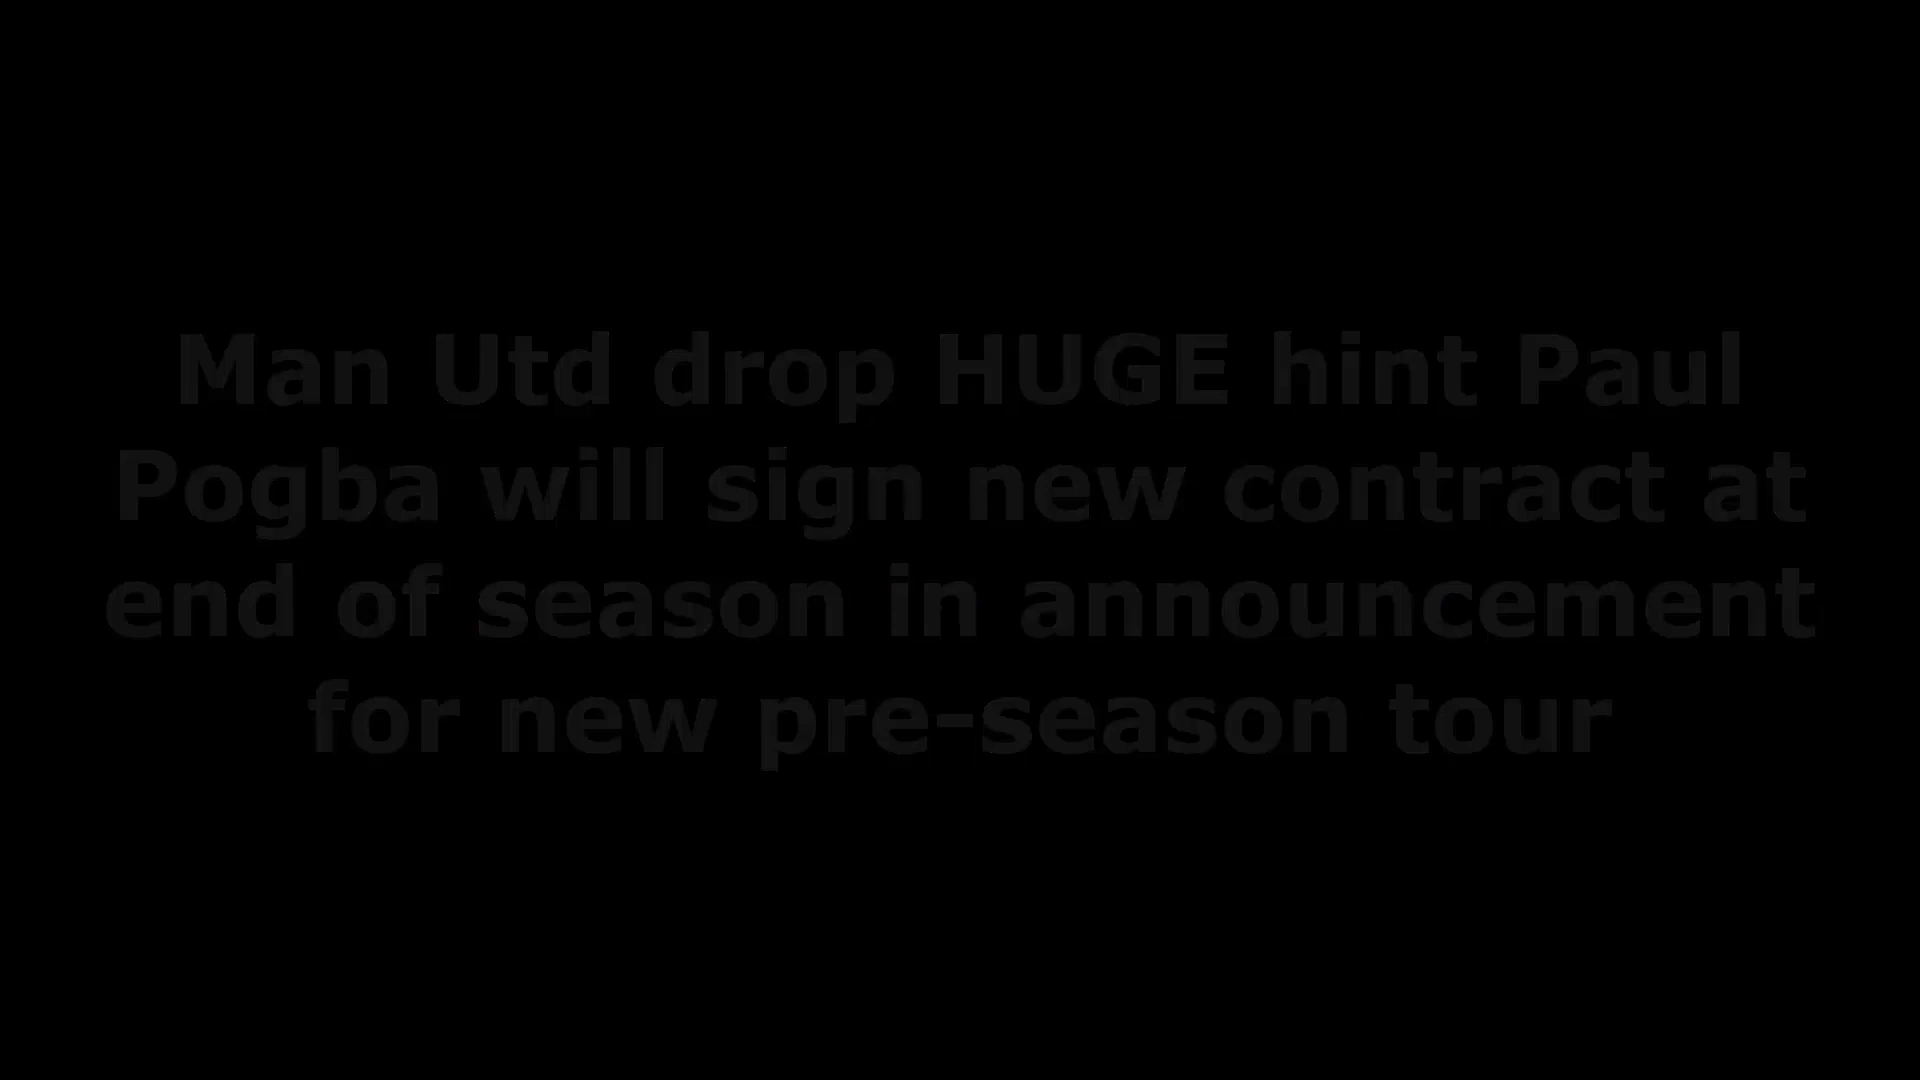 Man Utd drop HUGE hint Paul
Pogba will sign new contract at
end of season in announcement
for new pre-season tour